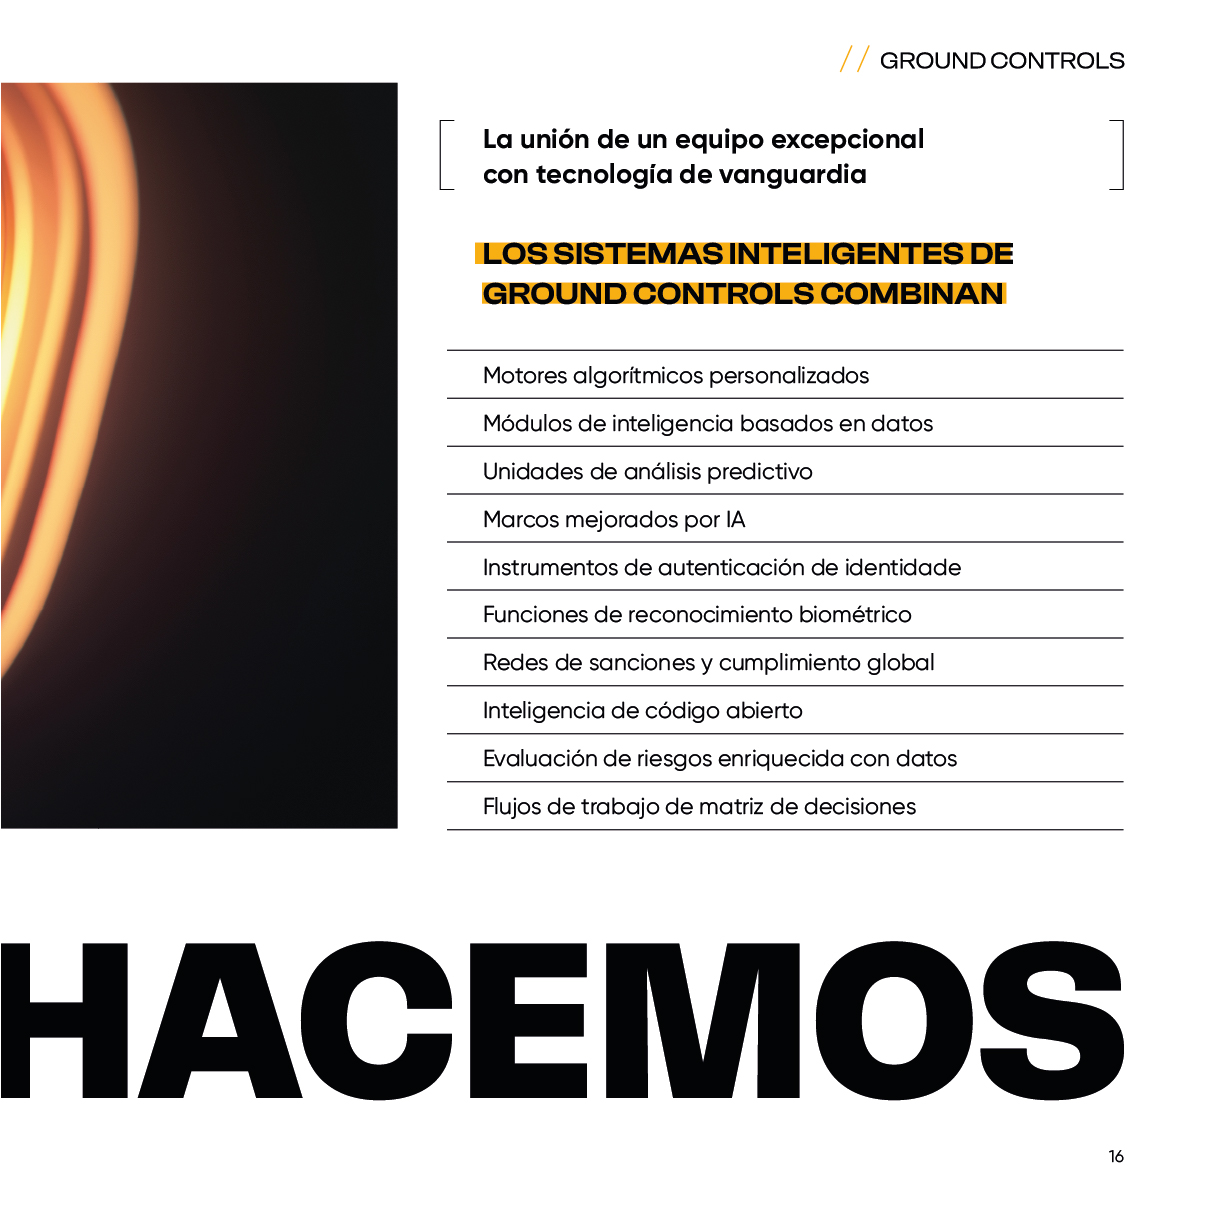 // GROUND CONTROLS
La unión de un equipo excepcional
con tecnología de vanguardia
LOS SISTEMAS INTELIGENTES DE
GROUND CONTROLS COMBINAN
Motores algorítmicos personalizados
Módulos de inteligencia basados en datos
Unidades de análisis predictivo
Marcos mejorados por IA
Instrumentos de autenticación de identidade
Funciones de reconocimiento biométrico
Redes de sanciones y cumplimiento global
Inteligencia de código abierto
Evaluación de riesgos enriquecida con datos
Flujos de trabajo de matriz de decisiones
HACEMOS
16